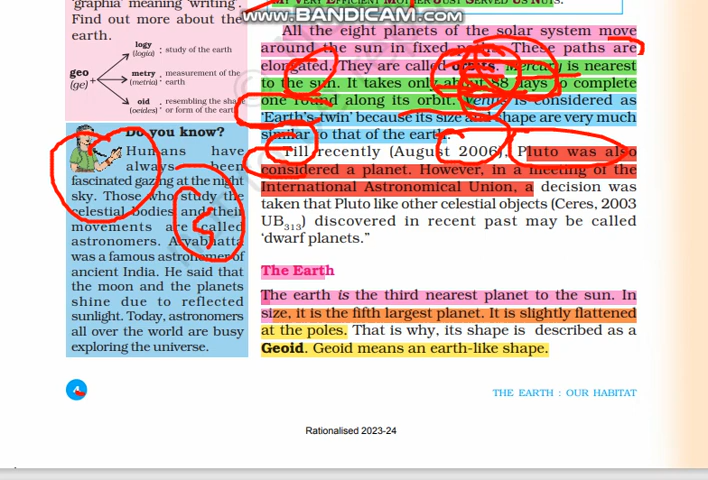 'graphia' meaning 'writing'.
Find out more about the
earth.
geo
(ge)
+
logy
(logia)
: study of the earth
metry
(metria)
: measurement of the
earth
oid
(oeides)
: resembling the shape
or form of the earth
Do you know?
Humans have
always been
fascinated gazing at the night
sky. Those who study the
celestial bodies and their
movements are called
astronomers. Aryabhatta
was a famous astronomer of
ancient India. He said that
the moon and the planets
shine due to reflected
sunlight. Today, astronomers
all over the world are busy
exploring the universe.
4
WWW.BANDICAM.COM
MY VERY EFFICIENT MOTHER JUST SERVED US NUTS.
All the eight planets of the solar system move
around the sun in fixed paths. These paths are
elongated. They are called orbits. Mercury is nearest
to the sun. It takes only about 88 days to complete
one round along its orbit. Venus is considered as
'Earth's-twin' because its size and shape are very much
similar to that of the earth.
Till recently (August 2006), Pluto was also
considered a planet. However, in a meeting of the
International Astronomical Union, a decision was
taken that Pluto like other celestial objects (Ceres, 2003
UB313) discovered in recent past may be called
'dwarf planets."
The Earth
The earth is the third nearest planet to the sun. In
size, it is the fifth largest planet. It is slightly flattened
at the poles. That is why, its shape is described as a
Geoid. Geoid means an earth-like shape.
THE EARTH : OUR HABITAT
Rationalised 2023-24